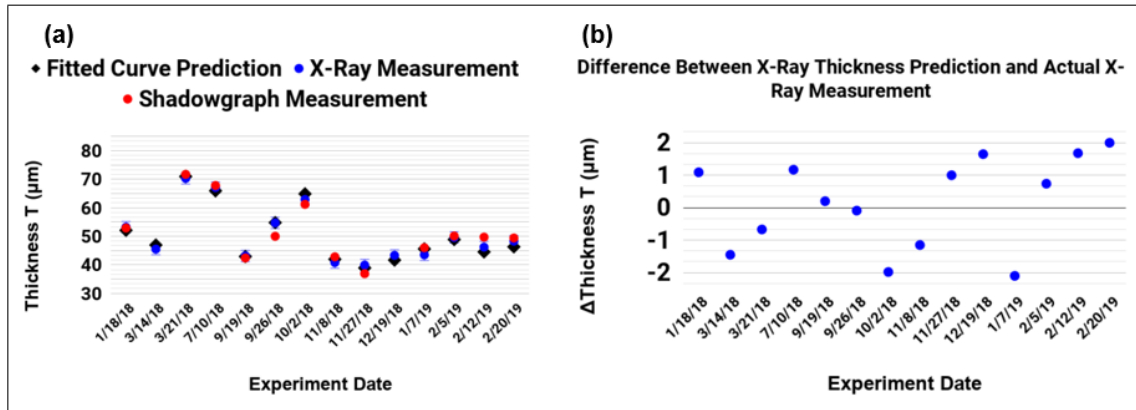 (a)
◆ Fitted Curve Prediction ● X-Ray Measurement
● Shadowgraph Measurement
Thickness T (μm)
80
70
60
50
40
30
1/18/18 3/14/18 3/21/18 7/10/18 9/19/18 9/26/18 10/2/18 11/8/18 11/27/18 12/19/18 1/7/19 2/5/19 2/12/19 2/20/19
Experiment Date
(b)
Difference Between X-Ray Thickness Prediction and Actual X-
Ray Measurement
ΔThickness T (μm)
2
1
0
-1
-2
1/18/18 3/14/18 3/21/18 7/10/18 9/19/18 9/26/18 10/2/18 11/8/18 11/27/18 12/19/18 1/7/19 2/5/19 2/12/19 2/20/19
Experiment Date